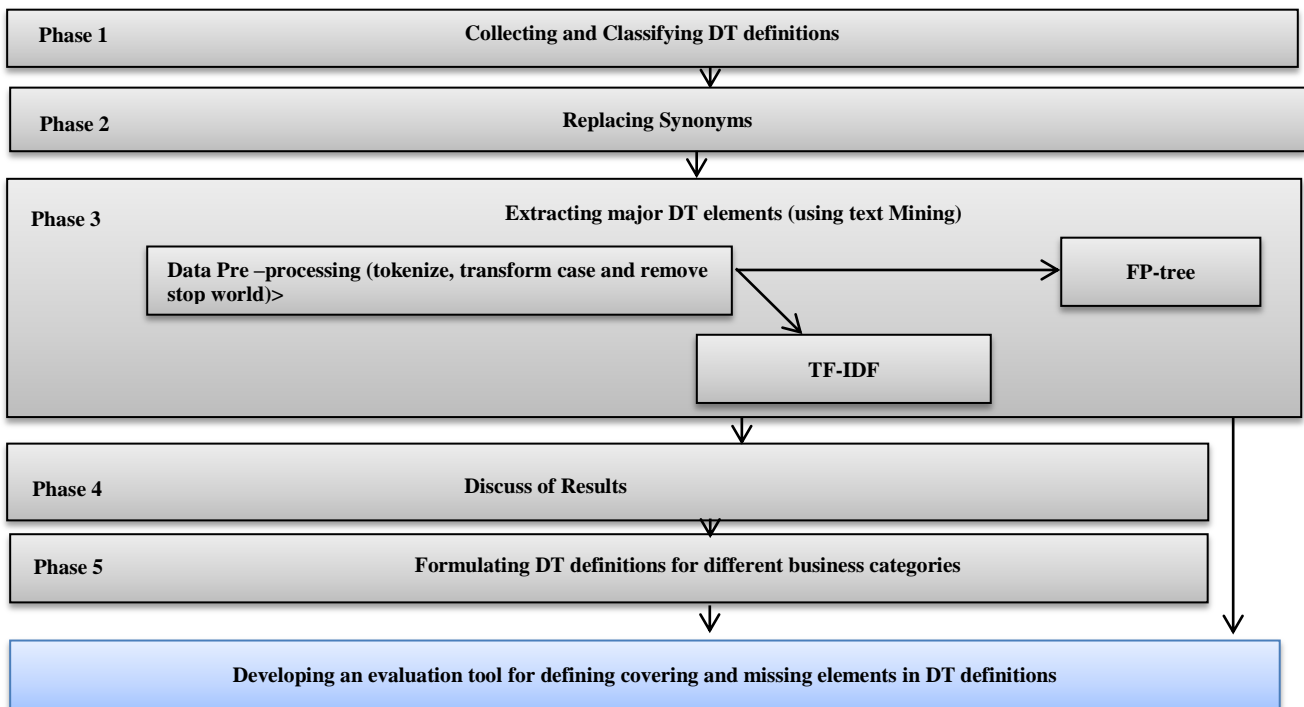 Phase 1
Collecting and Classifying DT definitions
Phase 2
Replacing Synonyms
Phase 3
Extracting major DT elements (using text Mining)
Data Pre –processing (tokenize, transform case and remove
stop world)>
FP-tree
TF-IDF
Phase 4
Discuss of Results
Phase 5
Formulating DT definitions for different business categories
Developing an evaluation tool for defining covering and missing elements in DT definitions